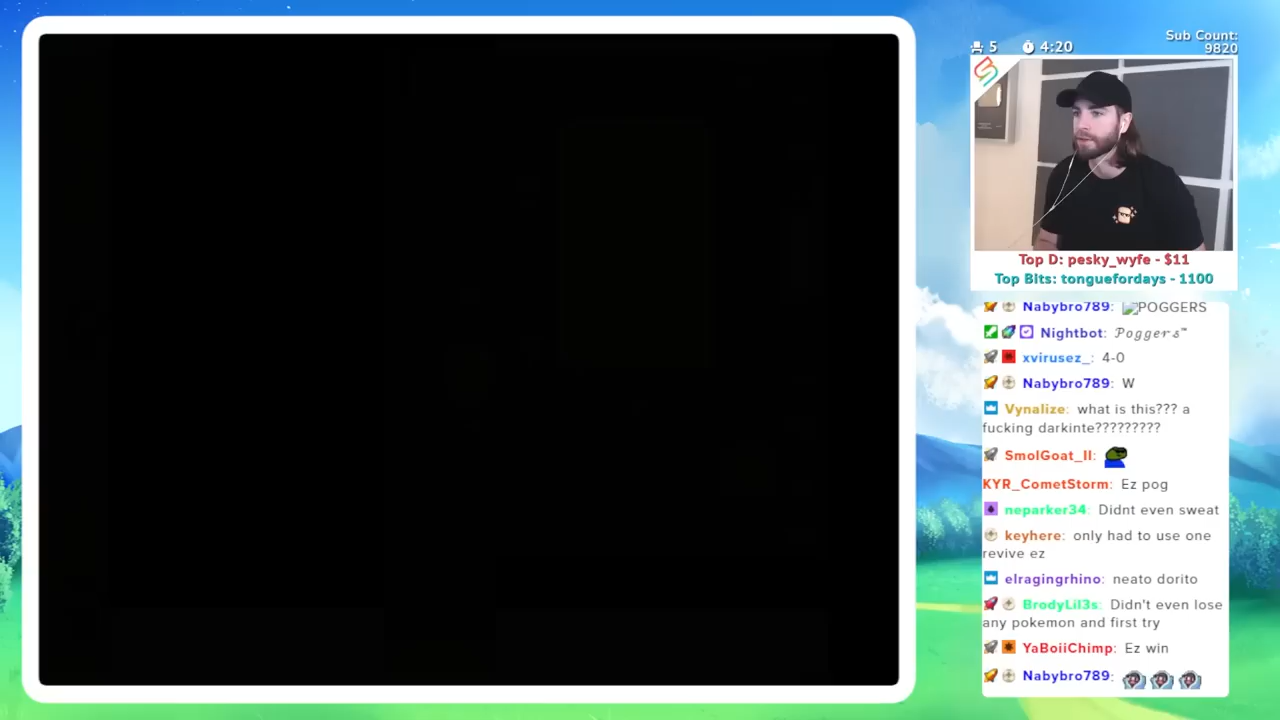 5
4:20
Sub Count:
9820
Top D: pesky_wyfe - $11
Top Bits: tonguefordays - 1100
Nabybro789: POGGERS
Nightbot: 𝒫𝑜𝑔𝑔𝑒𝓇𝓈™
xvirusez_: 4-0
Nabybro789: W
Vynalize: what is this??? a
fucking darkinte?????????
SmolGoat_II:
KYR_CometStorm: Ez pog
neparker34: Didnt even sweat
keyhere: only had to use one
revive ez
elragingrhino: neato dorito
BrodyLil3s: Didn't even lose
any pokemon and first try
YaBoiiChimp: Ez win
Nabybro789: